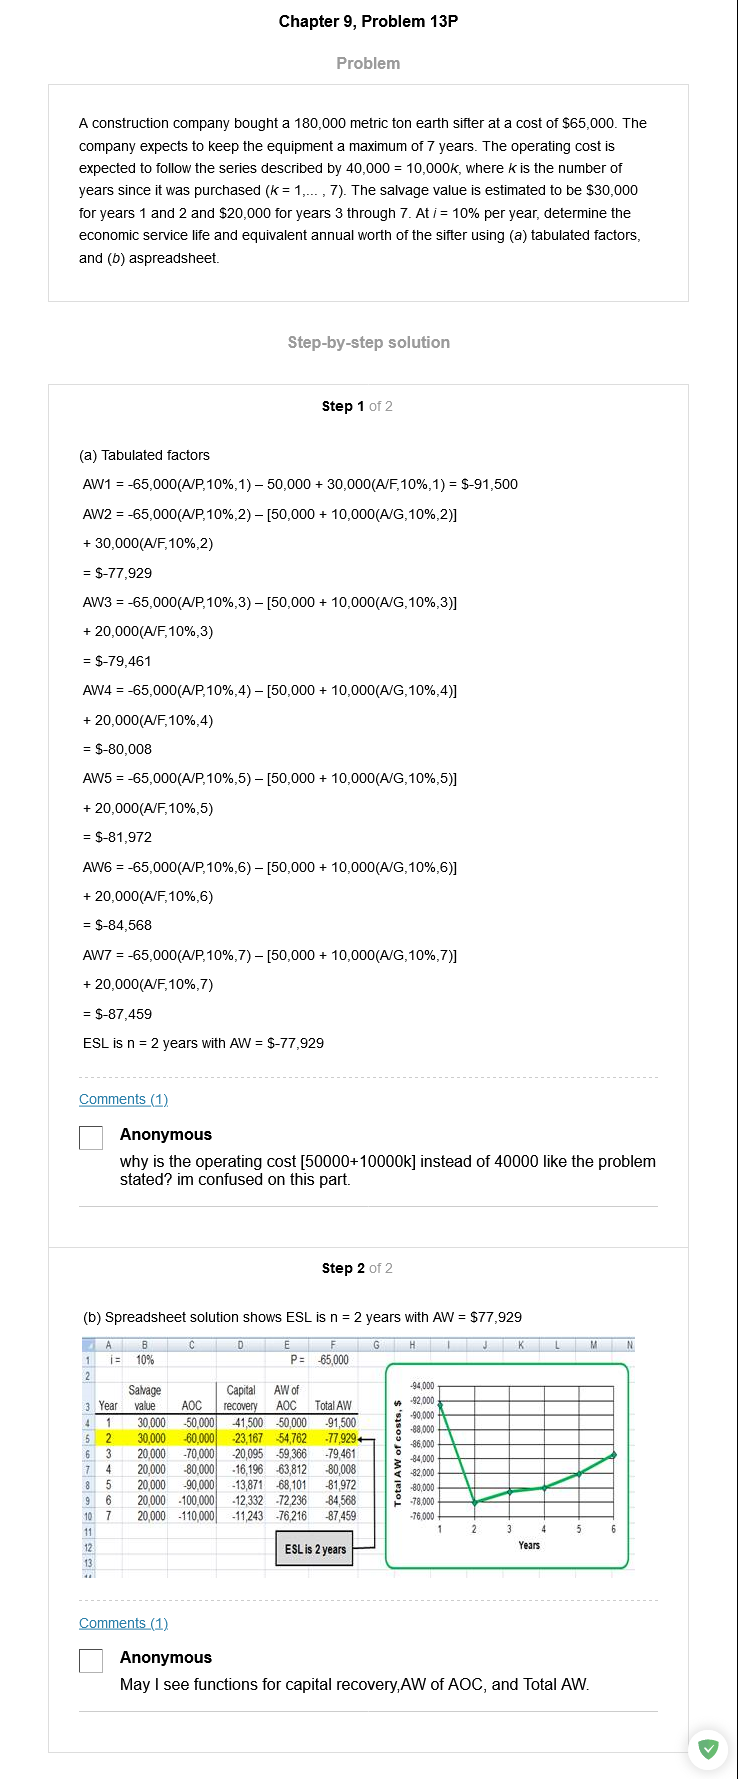 Chapter 9, Problem 13P
Problem
A construction company bought a 180,000 metric ton earth sifter at a cost of $65,000. The
company expects to keep the equipment a maximum of 7 years. The operating cost is
expected to follow the series described by 40,000 = 10,000k, where k is the number of
years since it was purchased (k = 1,... , 7). The salvage value is estimated to be $30,000
for years 1 and 2 and $20,000 for years 3 through 7. At i = 10% per year, determine the
economic service life and equivalent annual worth of the sifter using (a) tabulated factors,
and (b) aspreadsheet.
Step-by-step solution
Step 1 of 2
(a) Tabulated factors
AW1 = -65,000(A/P,10%,1) – 50,000 + 30,000(A/F,10%,1) = $-91,500
AW2 = -65,000(A/P,10%,2) – [50,000 + 10,000(A/G,10%,2)]
+ 30,000(A/F,10%,2)
= $-77,929
AW3 = -65,000(A/P,10%,3) – [50,000 + 10,000(A/G,10%,3)]
+ 20,000(A/F,10%,3)
= $-79,461
AW4 = -65,000(A/P,10%,4) – [50,000 + 10,000(A/G,10%,4)]
+ 20,000(A/F,10%,4)
= $-80,008
AW5 = -65,000(A/P,10%,5) – [50,000 + 10,000(A/G,10%,5)]
+ 20,000(A/F,10%,5)
= $-81,972
AW6 = -65,000(A/P,10%,6) – [50,000 + 10,000(A/G,10%,6)]
+ 20,000(A/F,10%,6)
= $-84,568
AW7 = -65,000(A/P,10%,7) – [50,000 + 10,000(A/G,10%,7)]
+ 20,000(A/F,10%,7)
= $-87,459
ESL is n = 2 years with AW = $-77,929
Comments (1)
Anonymous
why is the operating cost [50000+10000k] instead of 40000 like the problem
stated? im confused on this part.
Step 2 of 2
(b) Spreadsheet solution shows ESL is n = 2 years with AW = $77,929
A B C D E F G H I J K L M N
1 i = 10% P = -65,000
2
Salvage Capital AW of
3 Year value AOC recovery AOC Total AW
4 1 30,000 -50,000 -41,500 -50,000 -91,500
5 2 30,000 -60,000 -23,167 -54,762 -77,929
6 3 20,000 -70,000 -20,095 -59,366 -79,461
7 4 20,000 -80,000 -16,196 -63,812 -80,008
8 5 20,000 -90,000 -13,871 -68,101 -81,972
9 6 20,000 -100,000 -12,332 -72,236 -84,568
10 7 20,000 -110,000 -11,243 -76,216 -87,459
11
12 ESL is 2 years
13
14
Total AW of costs, $
-94,000
-92,000
-90,000
-88,000
-86,000
-84,000
-82,000
-80,000
-78,000
-76,000
1 2 3 4 5 6
Years
Comments (1)
Anonymous
May I see functions for capital recovery,AW of AOC, and Total AW.